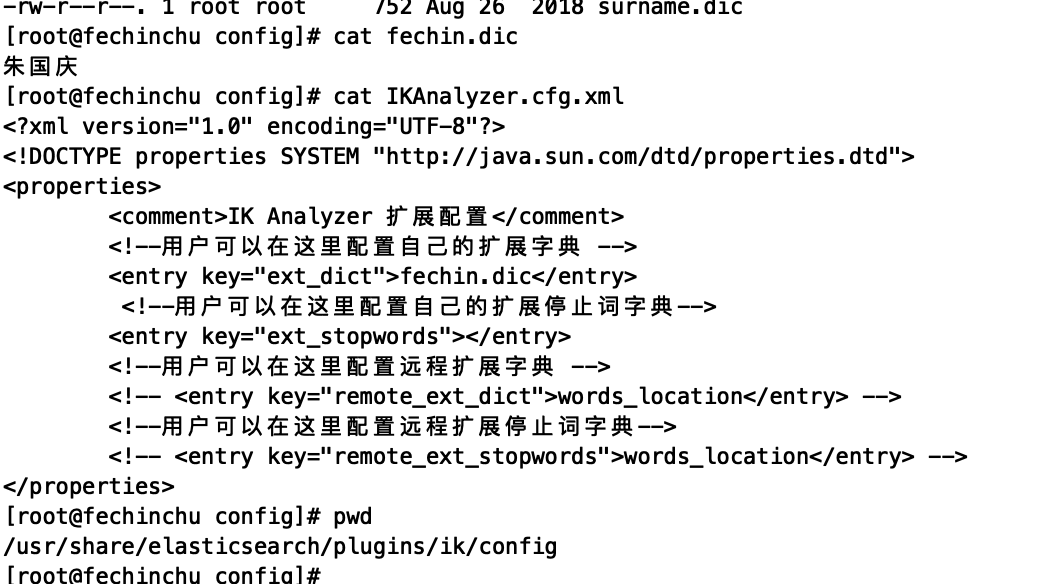 -rw-r--r--. 1 root root     752 Aug 26  2018 surname.dic
[root@fechinchu config]# cat fechin.dic
朱国庆
[root@fechinchu config]# cat IKAnalyzer.cfg.xml
<?xml version="1.0" encoding="UTF-8"?>
<!DOCTYPE properties SYSTEM "http://java.sun.com/dtd/properties.dtd">
<properties>
        <comment>IK Analyzer 扩展配置</comment>
        <!--用户可以在这里配置自己的扩展字典 -->
        <entry key="ext_dict">fechin.dic</entry>
         <!--用户可以在这里配置自己的扩展停止词字典-->
        <entry key="ext_stopwords"></entry>
        <!--用户可以在这里配置远程扩展字典 -->
        <!-- <entry key="remote_ext_dict">words_location</entry> -->
        <!--用户可以在这里配置远程扩展停止词字典-->
        <!-- <entry key="remote_ext_stopwords">words_location</entry> -->
</properties>
[root@fechinchu config]# pwd
/usr/share/elasticsearch/plugins/ik/config
[root@fechinchu config]#